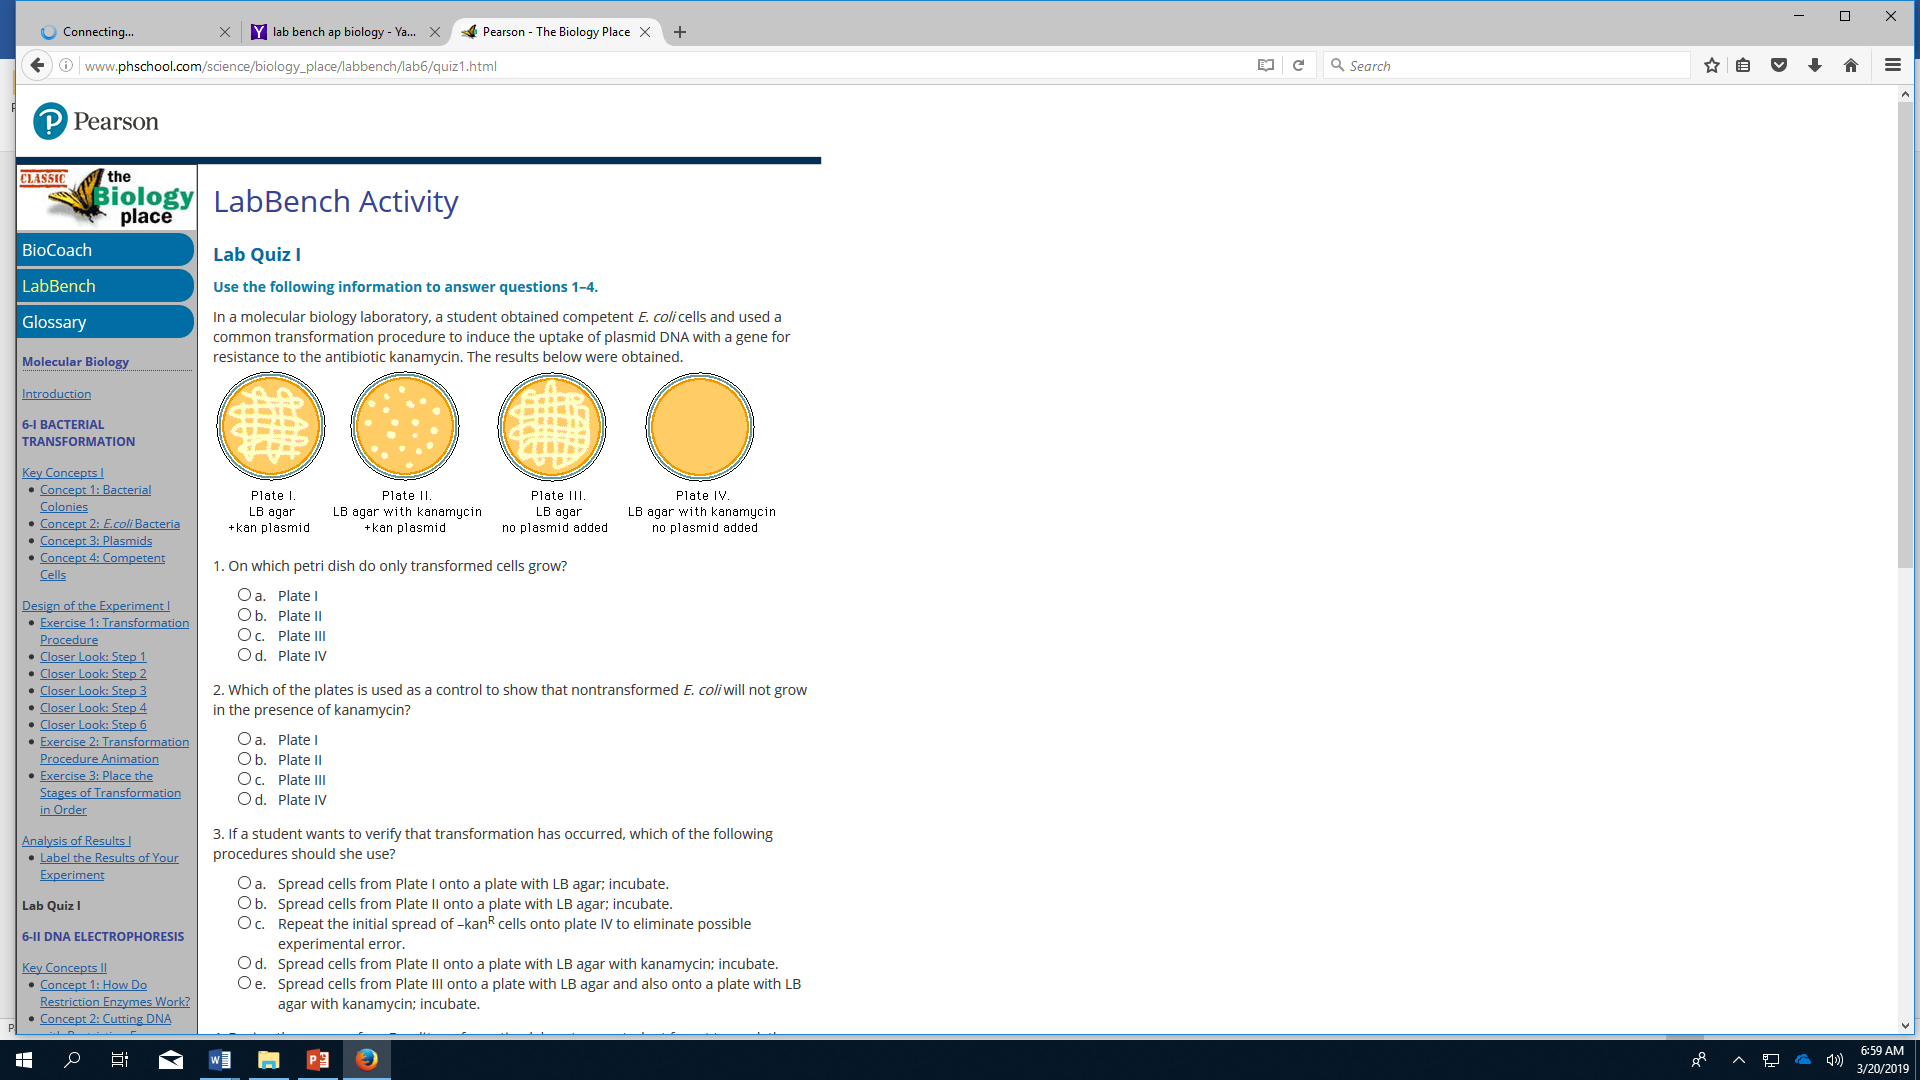 Connecting...
lab bench ap biology - Ya...
Pearson - The Biology Place
www.phschool.com/science/biology_place/labbench/lab6/quiz1.html
Search
Pearson
CLASSIC
the
Biology
place
BioCoach
LabBench
Glossary
Molecular Biology
Introduction
6-I BACTERIAL
TRANSFORMATION
Key Concepts I
• Concept 1: Bacterial
Colonies
• Concept 2: E.coli Bacteria
• Concept 3: Plasmids
• Concept 4: Competent
Cells
Design of the Experiment I
• Exercise 1: Transformation
Procedure
• Closer Look: Step 1
• Closer Look: Step 2
• Closer Look: Step 3
• Closer Look: Step 4
• Closer Look: Step 6
• Exercise 2: Transformation
Procedure Animation
• Exercise 3: Place the
Stages of Transformation
in Order
Analysis of Results I
• Label the Results of Your
Experiment
Lab Quiz I
6-II DNA ELECTROPHORESIS
Key Concepts II
• Concept 1: How Do
Restriction Enzymes Work?
• Concept 2: Cutting DNA
LabBench Activity
Lab Quiz I
Use the following information to answer questions 1–4.
In a molecular biology laboratory, a student obtained competent E. coli cells and used a
common transformation procedure to induce the uptake of plasmid DNA with a gene for
resistance to the antibiotic kanamycin. The results below were obtained.
Plate I.
LB agar
+kan plasmid
Plate II.
LB agar with kanamycin
+kan plasmid
Plate III.
LB agar
no plasmid added
Plate IV.
LB agar with kanamycin
no plasmid added
1. On which petri dish do only transformed cells grow?
a. Plate I
b. Plate II
c. Plate III
d. Plate IV
2. Which of the plates is used as a control to show that nontransformed E. coli will not grow
in the presence of kanamycin?
a. Plate I
b. Plate II
c. Plate III
d. Plate IV
3. If a student wants to verify that transformation has occurred, which of the following
procedures should she use?
a. Spread cells from Plate I onto a plate with LB agar; incubate.
b. Spread cells from Plate II onto a plate with LB agar; incubate.
c. Repeat the initial spread of –kanR cells onto plate IV to eliminate possible
experimental error.
d. Spread cells from Plate II onto a plate with LB agar with kanamycin; incubate.
e. Spread cells from Plate III onto a plate with LB agar and also onto a plate with LB
agar with kanamycin; incubate.
6:59 AM
3/20/2019